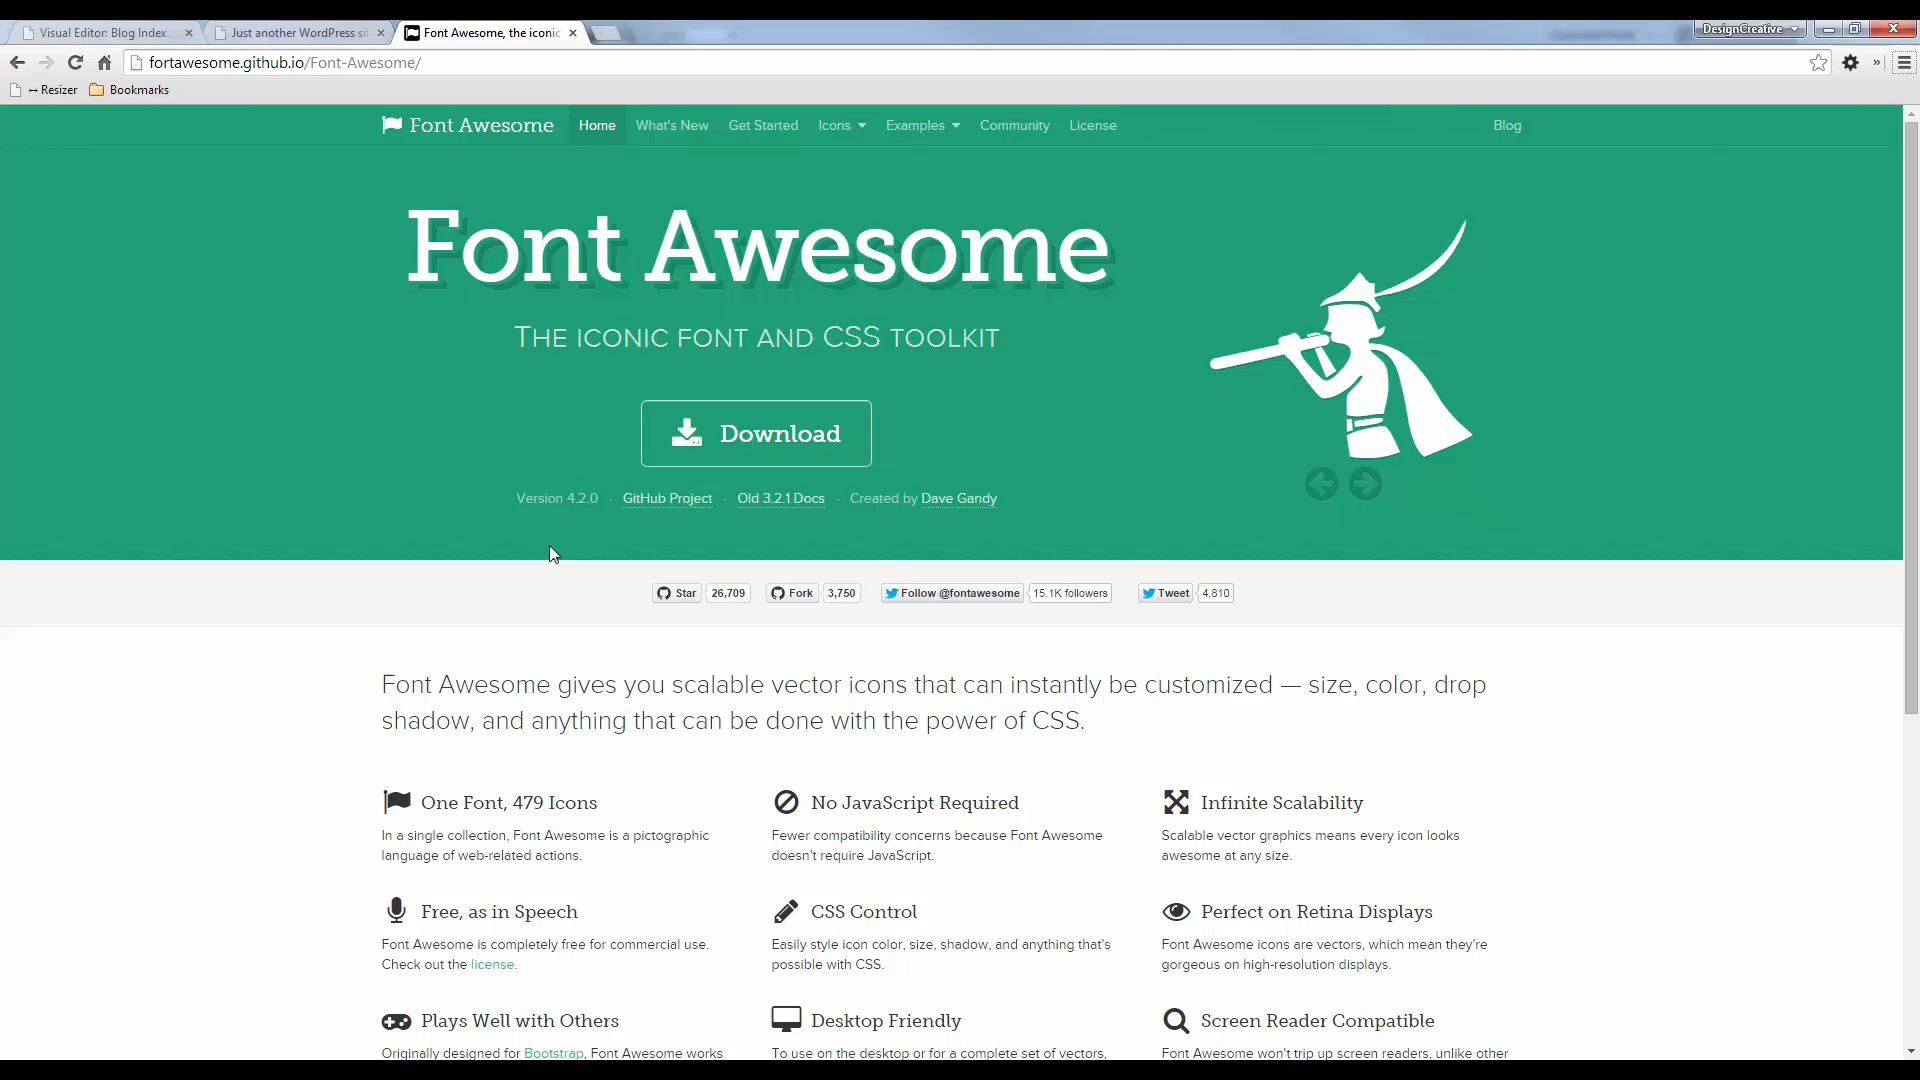 Visual Editor: Blog Index
Just another WordPress si
Font Awesome, the iconic
DesignCreative
fortawesome.github.io/Font-Awesome/
↔ Resizer
Bookmarks
Font Awesome
Home
What's New
Get Started
Icons
Examples
Community
License
Blog
Font Awesome
THE ICONIC FONT AND CSS TOOLKIT
Download
Version 4.2.0 · GitHub Project · Old 3.2.1 Docs · Created by Dave Gandy
Star 26,709
Fork 3,750
Follow @fontawesome 15.1K followers
Tweet 4,810
Font Awesome gives you scalable vector icons that can instantly be customized — size, color, drop
shadow, and anything that can be done with the power of CSS.
One Font, 479 Icons
In a single collection, Font Awesome is a pictographic
language of web-related actions.
No JavaScript Required
Fewer compatibility concerns because Font Awesome
doesn't require JavaScript.
Infinite Scalability
Scalable vector graphics means every icon looks
awesome at any size.
Free, as in Speech
Font Awesome is completely free for commercial use.
Check out the license.
CSS Control
Easily style icon color, size, shadow, and anything that's
possible with CSS.
Perfect on Retina Displays
Font Awesome icons are vectors, which mean they're
gorgeous on high-resolution displays.
Plays Well with Others
Originally designed for Bootstrap, Font Awesome works
Desktop Friendly
To use on the desktop or for a complete set of vectors,
Screen Reader Compatible
Font Awesome won't trip up screen readers, unlike other